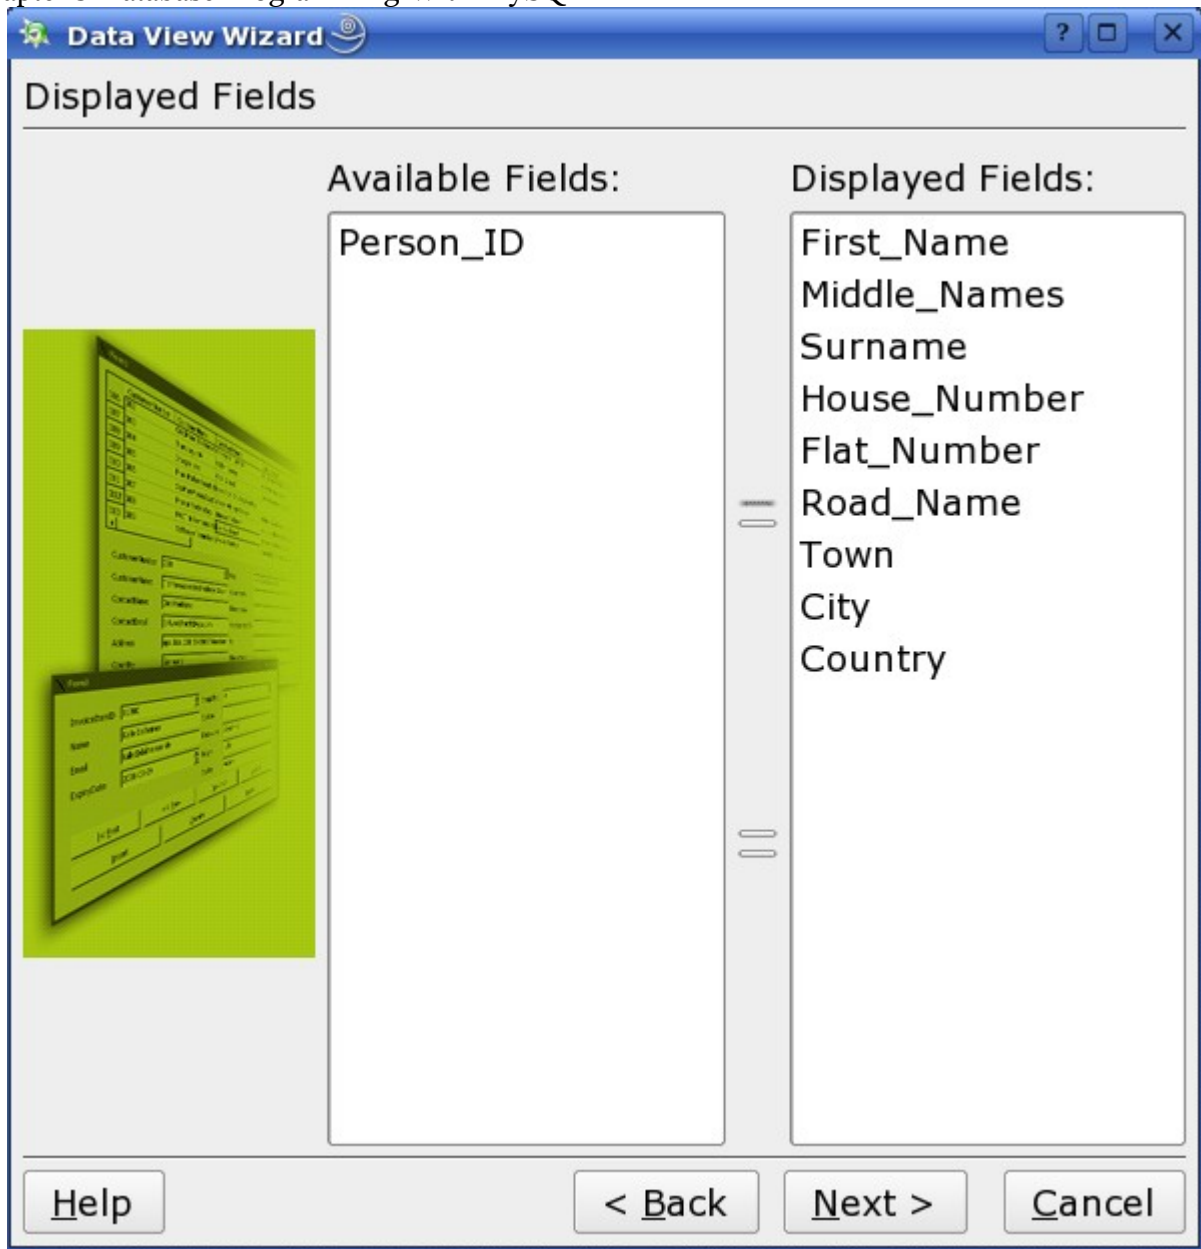 Data View Wizard
Displayed Fields
Available Fields:
Displayed Fields:
Person_ID
First_Name
Middle_Names
Surname
House_Number
Flat_Number
Road_Name
Town
City
Country
Help
< Back
Next >
Cancel